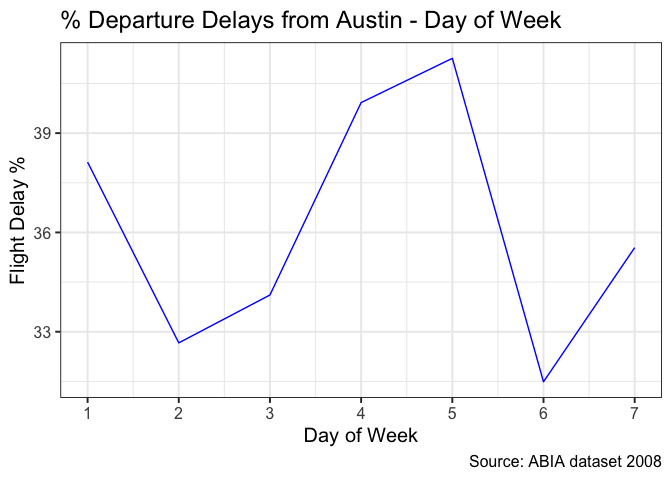 % Departure Delays from Austin - Day of Week
Flight Delay %
39
36
33
1 2 3 4 5 6 7
Day of Week
Source: ABIA dataset 2008